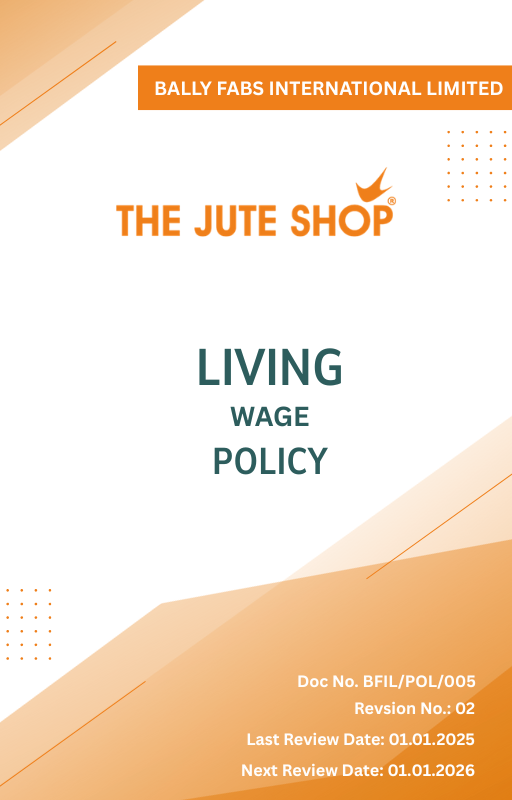 BALLY FABS INTERNATIONAL LIMITED
THE JUTE SHOP®
LIVING
WAGE
POLICY
Doc No. BFIL/POL/005
Revsion No.: 02
Last Review Date: 01.01.2025
Next Review Date: 01.01.2026